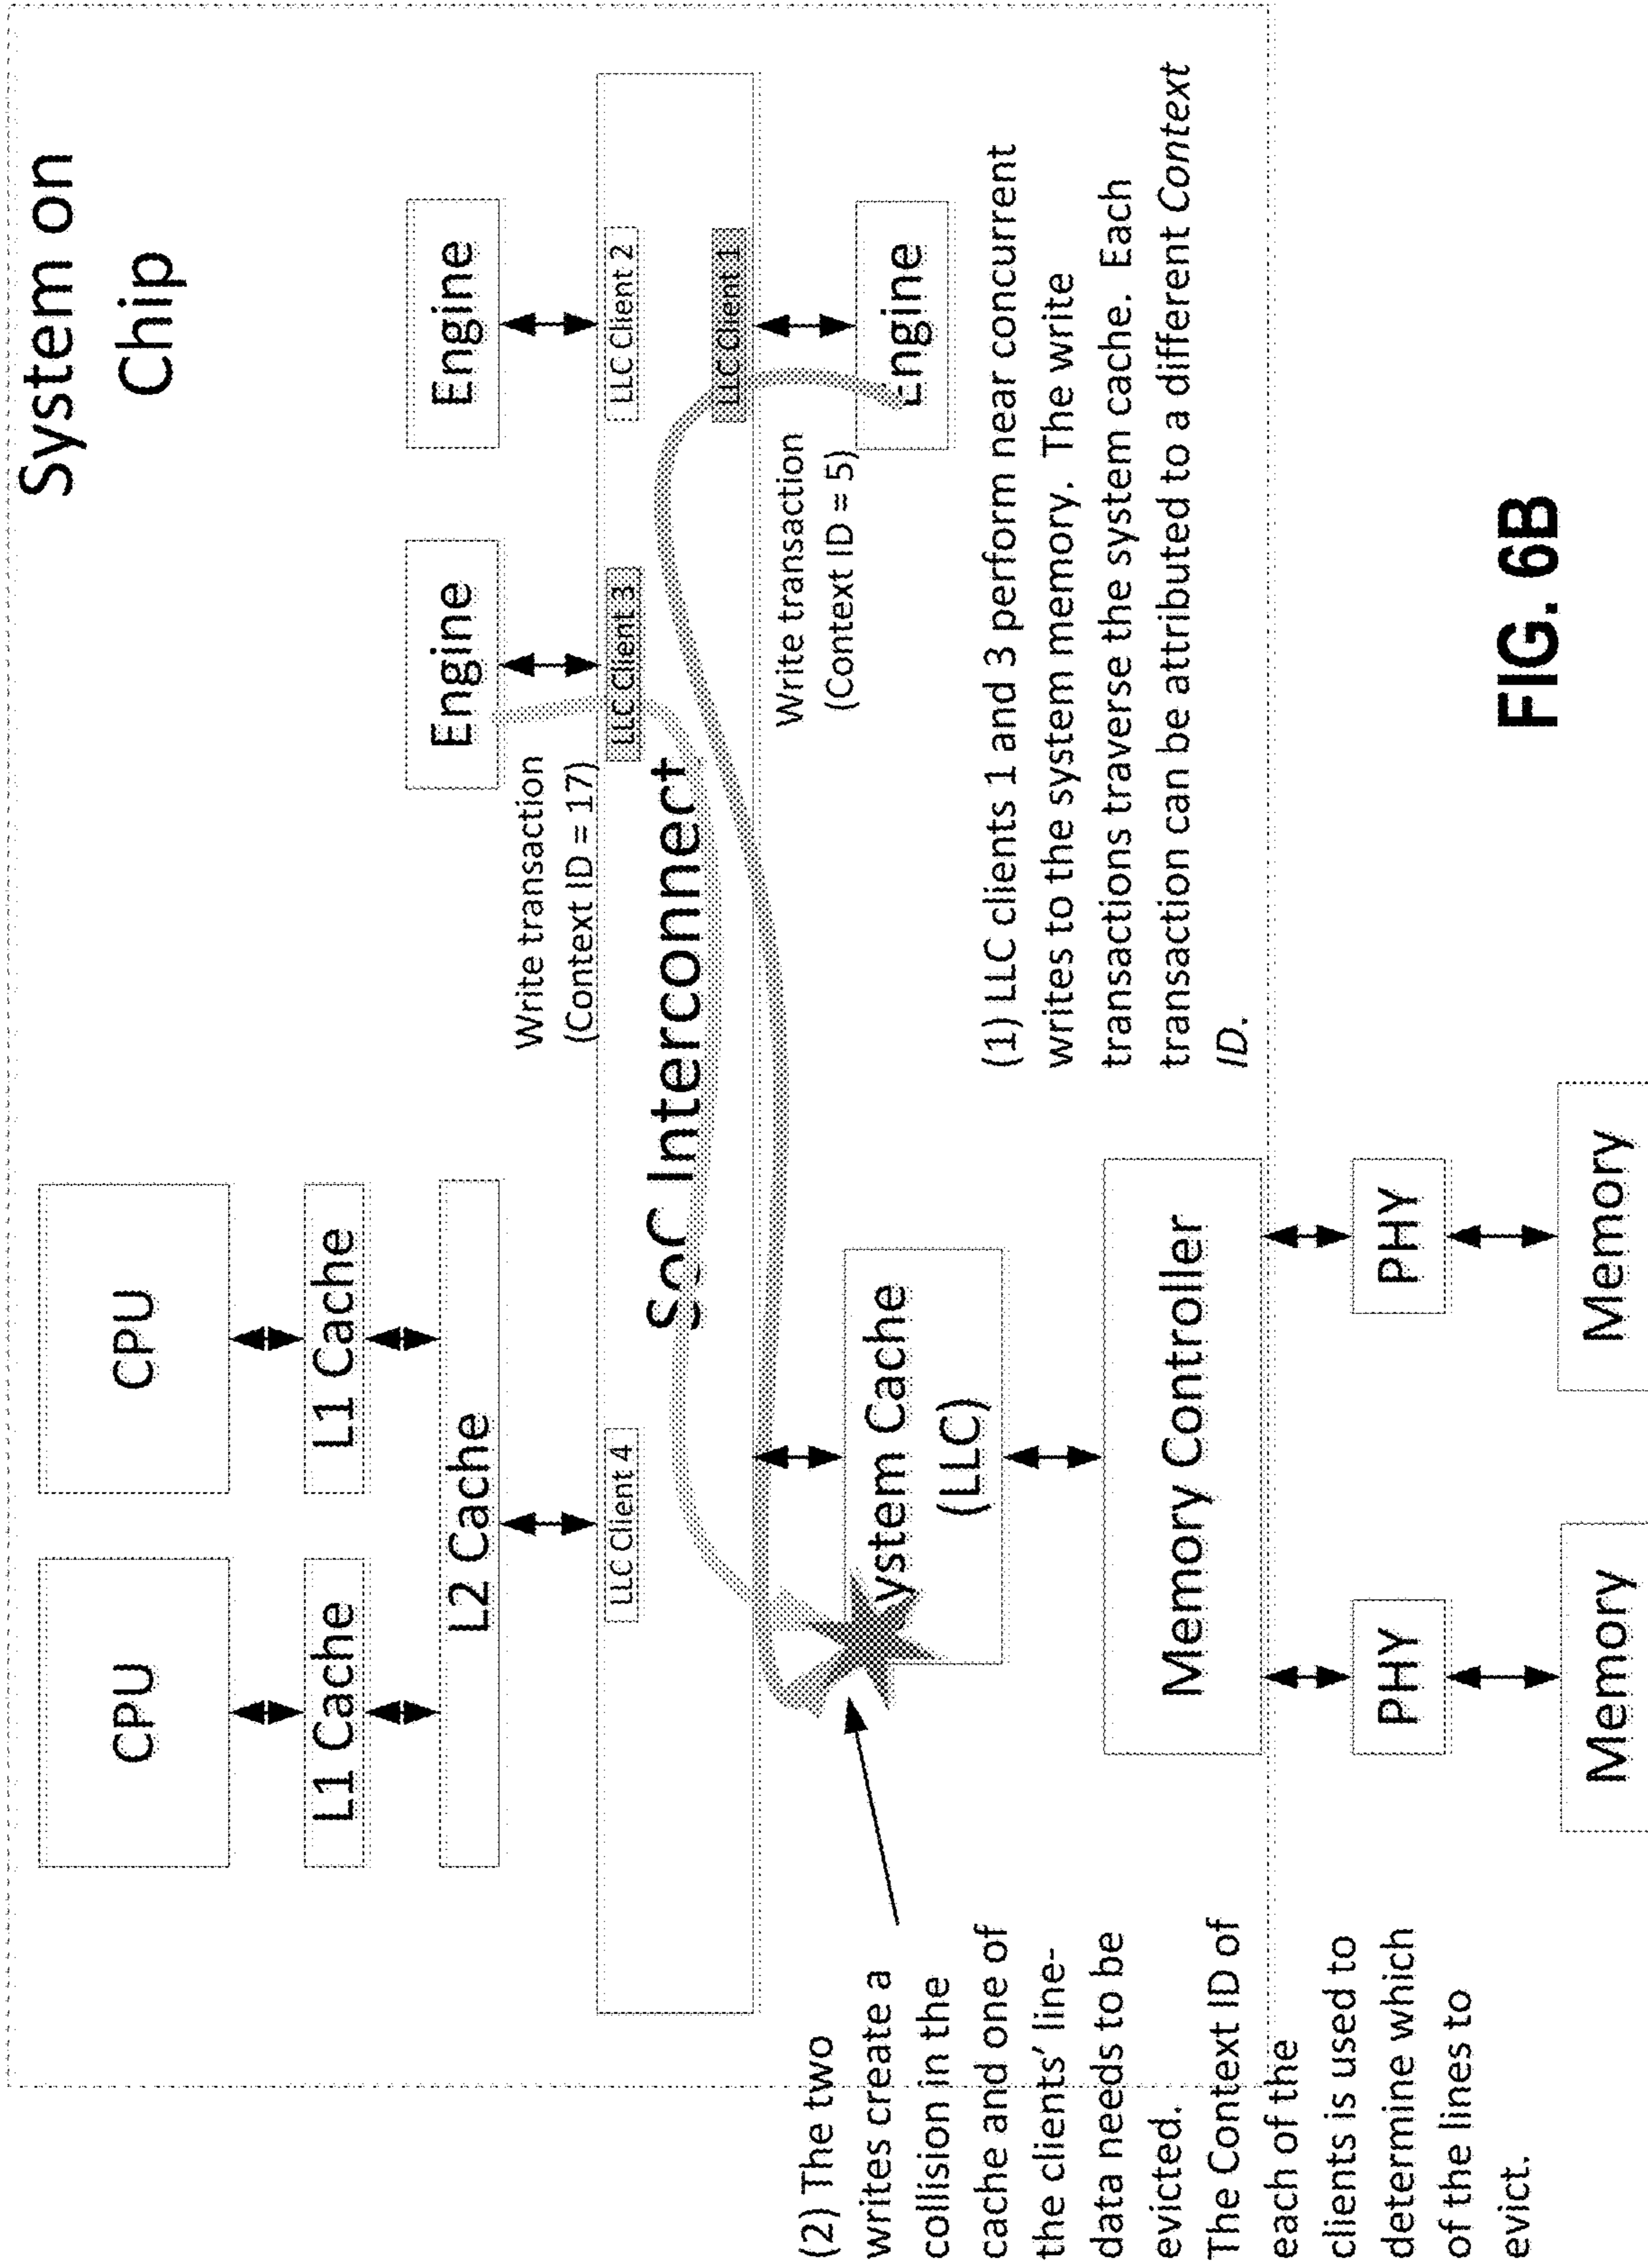 System on
Chip
CPU
CPU
L1 Cache
L1 Cache
L2 Cache
Engine
Engine
Write transaction
(Context ID = 17)
LLC Client 4
LLC Client 3
LLC Client 2
SoC Interconnect
LLC Client 1
Write transaction
(Context ID = 5)
Engine
System Cache
(LLC)
Memory Controller
PHY
PHY
Memory
Memory
(1) LLC clients 1 and 3 perform near concurrent
writes to the system memory. The write
transactions traverse the system cache. Each
transaction can be attributed to a different Context
ID.
(2) The two
writes create a
collision in the
cache and one of
the clients' line-
data needs to be
evicted.
The Context ID of
each of the
clients is used to
determine which
of the lines to
evict.
FIG. 6B